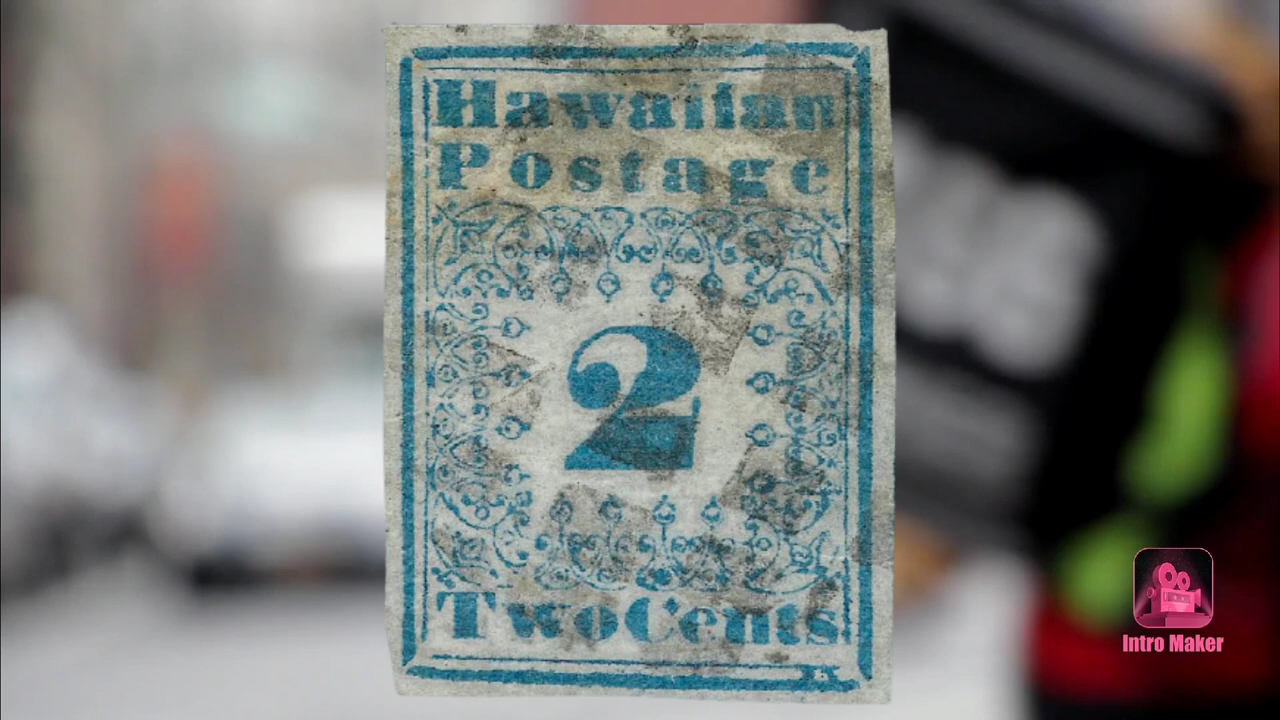 Hawaiian
Postage
2
Two Cents
Intro Maker